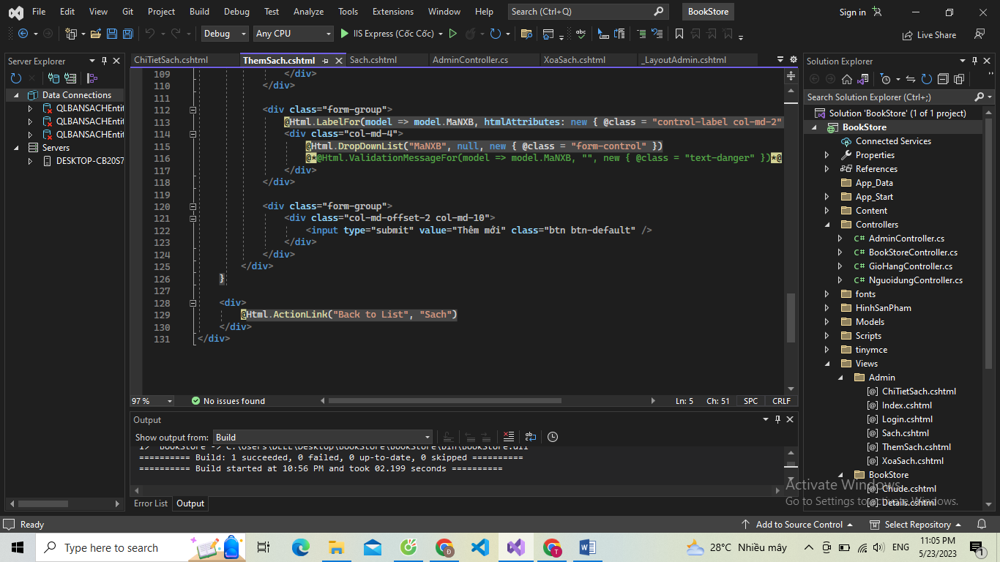 File Edit View Git Project Build Debug Test Analyze Tools Extensions Window Help Search (Ctrl+Q) BookStore Sign in
Debug Any CPU IIS Express (Cốc Cốc) Live Share
Server Explorer
Data Connections
QLBANSACHEntit
QLBANSACHEntit
QLBANSACHEntit
Servers
DESKTOP-CB20S7
ChiTietSach.cshtml ThemSach.cshtml Sach.cshtml AdminController.cs XoaSach.cshtml _LayoutAdmin.cshtml
109 </div>
110 </div>
111
112 <div class="form-group">
113 @Html.LabelFor(model => model.MaNXB, htmlAttributes: new { @class = "control-label col-md-2"
114 <div class="col-md-4">
115 @Html.DropDownList("MaNXB", null, new { @class = "form-control" })
116 @*@Html.ValidationMessageFor(model => model.MaNXB, "", new { @class = "text-danger" })*@
117 </div>
118 </div>
119
120 <div class="form-group">
121 <div class="col-md-offset-2 col-md-10">
122 <input type="submit" value="Thêm mới" class="btn btn-default" />
123 </div>
124 </div>
125 </div>
126 }
127
128 <div>
129 @Html.ActionLink("Back to List", "Sach")
130 </div>
131 </div>
97 % No issues found Ln: 5 Ch: 51 SPC CRLF
Output
Show output from: Build
1> BookStore -> C:\Users\DELL\Desktop\BookStore\BookStore\bin\BookStore.dll
========== Build: 1 succeeded, 0 failed, 0 up-to-date, 0 skipped ==========
========== Build started at 10:56 PM and took 02.199 seconds ==========
Error List Output
Solution Explorer
Search Solution Explorer (Ctrl+;)
Solution 'BookStore' (1 of 1 project)
BookStore
Connected Services
Properties
References
App_Data
App_Start
Content
Controllers
C# AdminController.cs
C# BookStoreController.cs
C# GioHangController.cs
C# NguoidungController.cs
fonts
HinhSanPham
Models
Scripts
tinymce
Views
Admin
[@] ChiTietSach.cshtml
[@] Index.cshtml
[@] Login.cshtml
[@] Sach.cshtml
[@] ThemSach.cshtml
[@] XoaSach.cshtml
BookStore
[@] Chude.cshtml
[@] Details.cshtml
Activate Windows
Go to Settings to activate Windows.
Ready Add to Source Control Select Repository
Type here to search 28°C Nhiều mây ENG 11:05 PM
5/23/2023 1